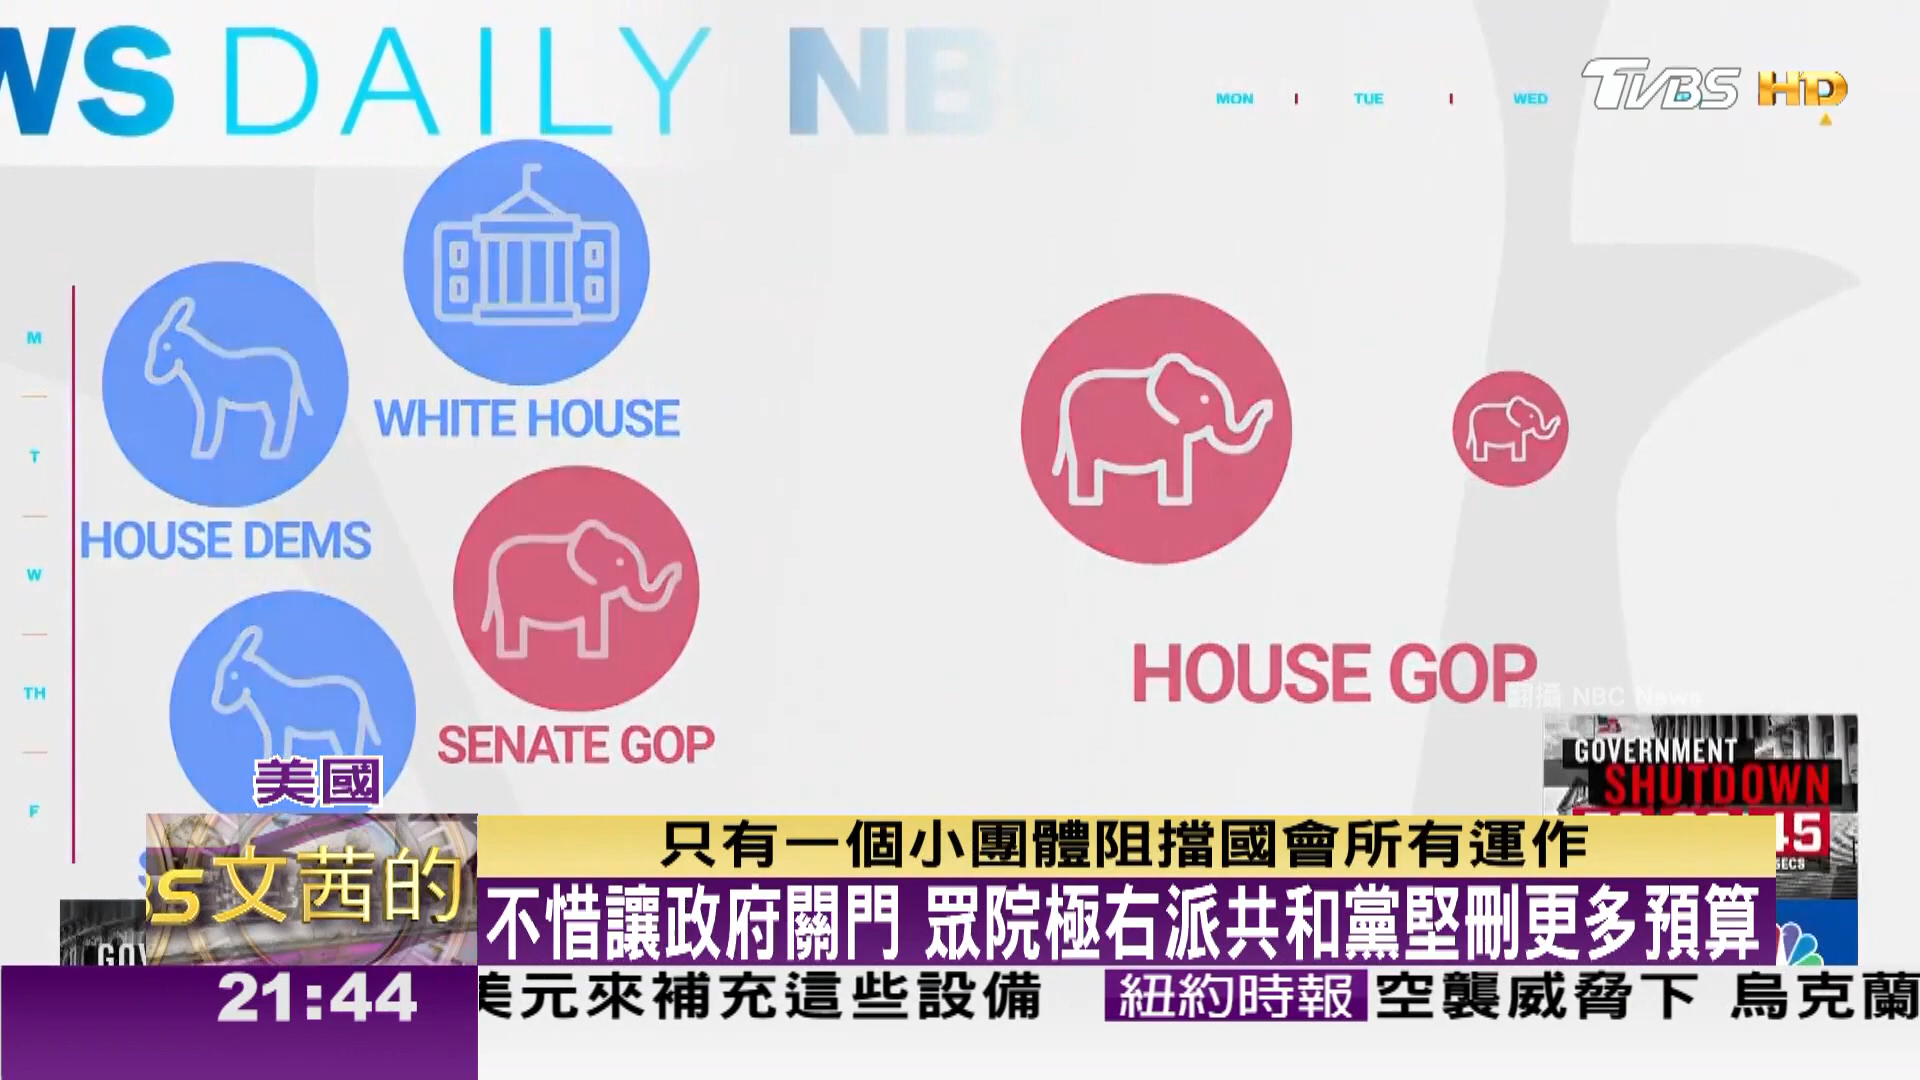 WS DAILY NBC
MON TUE WED
TVBS HD
WHITE HOUSE
HOUSE DEMS
SENATE GOP
HOUSE GOP
M
T
W
TH
F
翻攝 NBC News
GOVERNMENT
SHUTDOWN
45
SECS
美國
文茜的
只有一個小團體阻擋國會所有運作
不惜讓政府關門 眾院極右派共和黨堅刪更多預算
GOV
21:44
美元來補充這些設備 紐約時報 空襲威脅下 烏克蘭